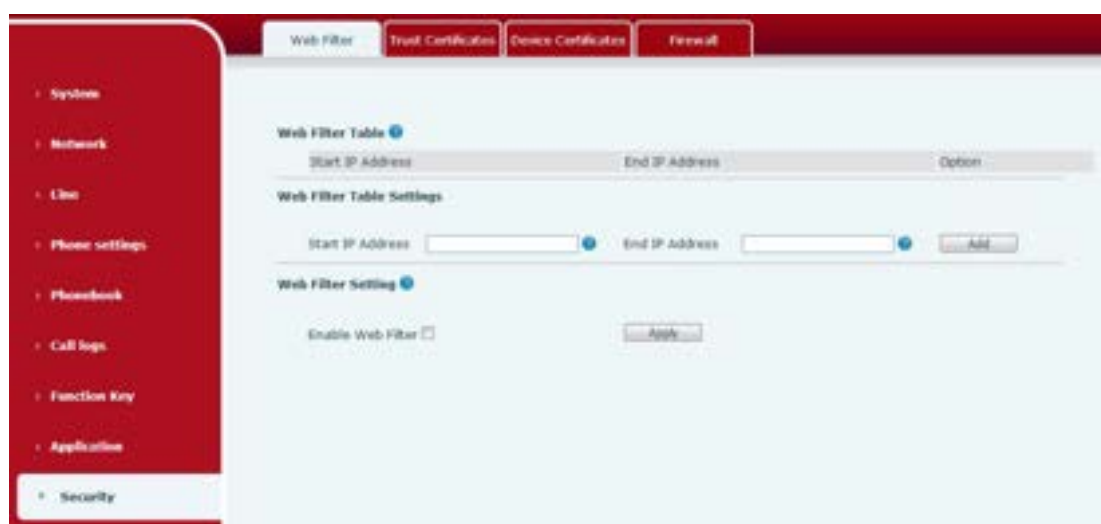 Web Filter
Trust Certificates
Device Certificates
Firewall
System
Network
Line
Phone settings
Phonebook
Call logs
Function Key
Application
Security
Web Filter Table
Start IP Address End IP Address Option
Web Filter Table Settings
Start IP Address End IP Address Add
Web Filter Setting
Enable Web Filter Apply